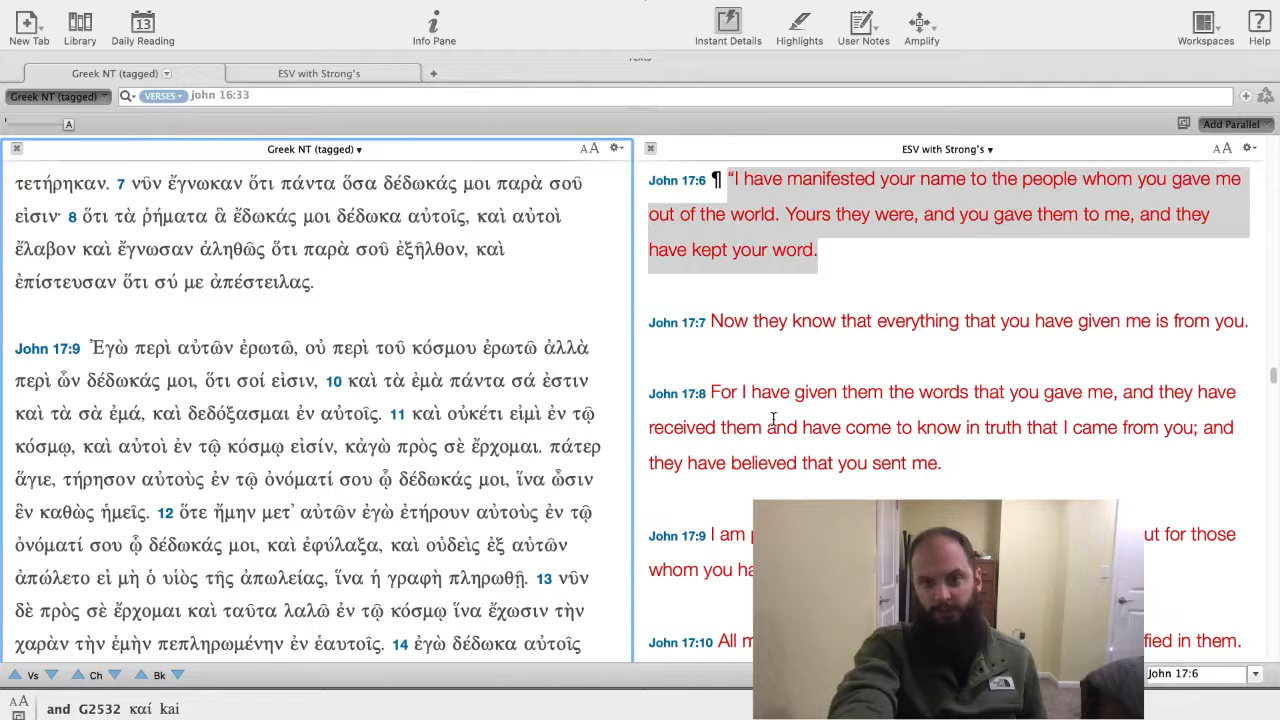 New Tab
Library
13
Daily Reading
Info Pane
Instant Details
Highlights
User Notes
Amplify
Workspaces
Help
Greek NT (tagged)
ESV with Strong's
Greek NT (tagged)
VERSES
john 16:33
A
Add Parallel
Greek NT (tagged)
AA
τετήρηκαν. 7 νῦν ἔγνωκαν ὅτι πάντα ὅσα δέδωκάς μοι παρὰ σοῦ
εἰσιν· 8 ὅτι τὰ ῥήματα ἃ ἔδωκάς μοι δέδωκα αὐτοῖς, καὶ αὐτοὶ
ἔλαβον καὶ ἔγνωσαν ἀληθῶς ὅτι παρὰ σοῦ ἐξῆλθον, καὶ
ἐπίστευσαν ὅτι σύ με ἀπέστειλας.
John 17:9 Ἐγὼ περὶ αὐτῶν ἐρωτῶ, οὐ περὶ τοῦ κόσμου ἐρωτῶ ἀλλὰ
περὶ ὧν δέδωκάς μοι, ὅτι σοί εἰσιν, 10 καὶ τὰ ἐμὰ πάντα σά ἐστιν
καὶ τὰ σὰ ἐμά, καὶ δεδόξασμαι ἐν αὐτοῖς. 11 καὶ οὐκέτι εἰμὶ ἐν τῷ
κόσμῳ, καὶ αὐτοὶ ἐν τῷ κόσμῳ εἰσίν, κἀγὼ πρὸς σὲ ἔρχομαι. πάτερ
ἅγιε, τήρησον αὐτοὺς ἐν τῷ ὀνόματί σου ᾧ δέδωκάς μοι, ἵνα ὦσιν
ἓν καθὼς ἡμεῖς. 12 ὅτε ἤμην μετ’ αὐτῶν ἐγὼ ἐτήρουν αὐτοὺς ἐν τῷ
ὀνόματί σου ᾧ δέδωκάς μοι, καὶ ἐφύλαξα, καὶ οὐδεὶς ἐξ αὐτῶν
ἀπώλετο εἰ μὴ ὁ υἱὸς τῆς ἀπωλείας, ἵνα ἡ γραφὴ πληρωθῇ. 13 νῦν
δὲ πρὸς σὲ ἔρχομαι καὶ ταῦτα λαλῶ ἐν τῷ κόσμῳ ἵνα ἔχωσιν τὴν
χαρὰν τὴν ἐμὴν πεπληρωμένην ἐν ἑαυτοῖς. 14 ἐγὼ δέδωκα αὐτοῖς
ESV with Strong's
AA
John 17:6 ¶ “I have manifested your name to the people whom you gave me
out of the world. Yours they were, and you gave them to me, and they
have kept your word.
John 17:7 Now they know that everything that you have given me is from you.
John 17:8 For I have given them the words that you gave me, and they have
received them and have come to know in truth that I came from you; and
they have believed that you sent me.
John 17:9 I am ut for those
whom you ha
John 17:10 All m fied in them.
Vs
Ch
Bk
John 17:6
AA
and G2532 καί kai